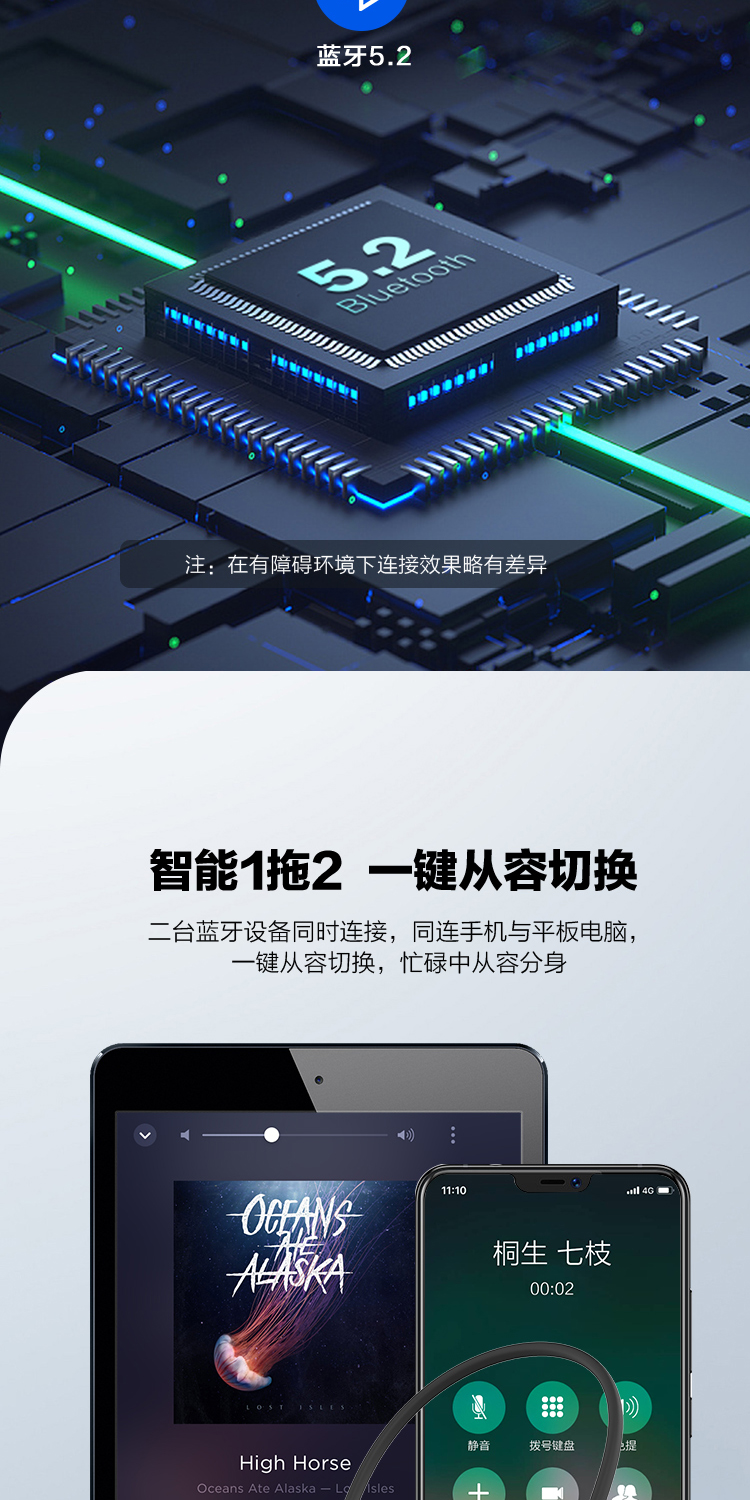 蓝牙5.2
5.2
Bluetooth
注：在有障碍环境下连接效果略有差异
智能1拖2 一键从容切换
二台蓝牙设备同时连接，同连手机与平板电脑，
一键从容切换，忙碌中从容分身
OCEANS
ATE
ALASKA
LOST ISLES
High Horse
Oceans Ate Alaska — Lost Isles
11:10
4G
桐生 七枝
00:02
静音
拨号键盘